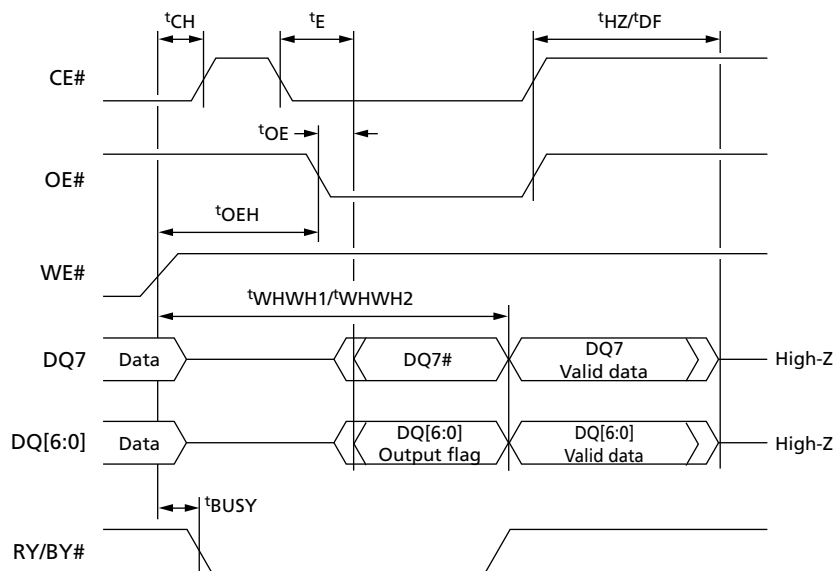 tCH
tE
tHZ/tDF
CE#
tOE
OE#
tOEH
WE#
tWHWH1/tWHWH2
DQ7
Data
DQ7#
DQ7
Valid data
High-Z
DQ[6:0]
Data
DQ[6:0]
Output flag
DQ[6:0]
Valid data
High-Z
tBUSY
RY/BY#